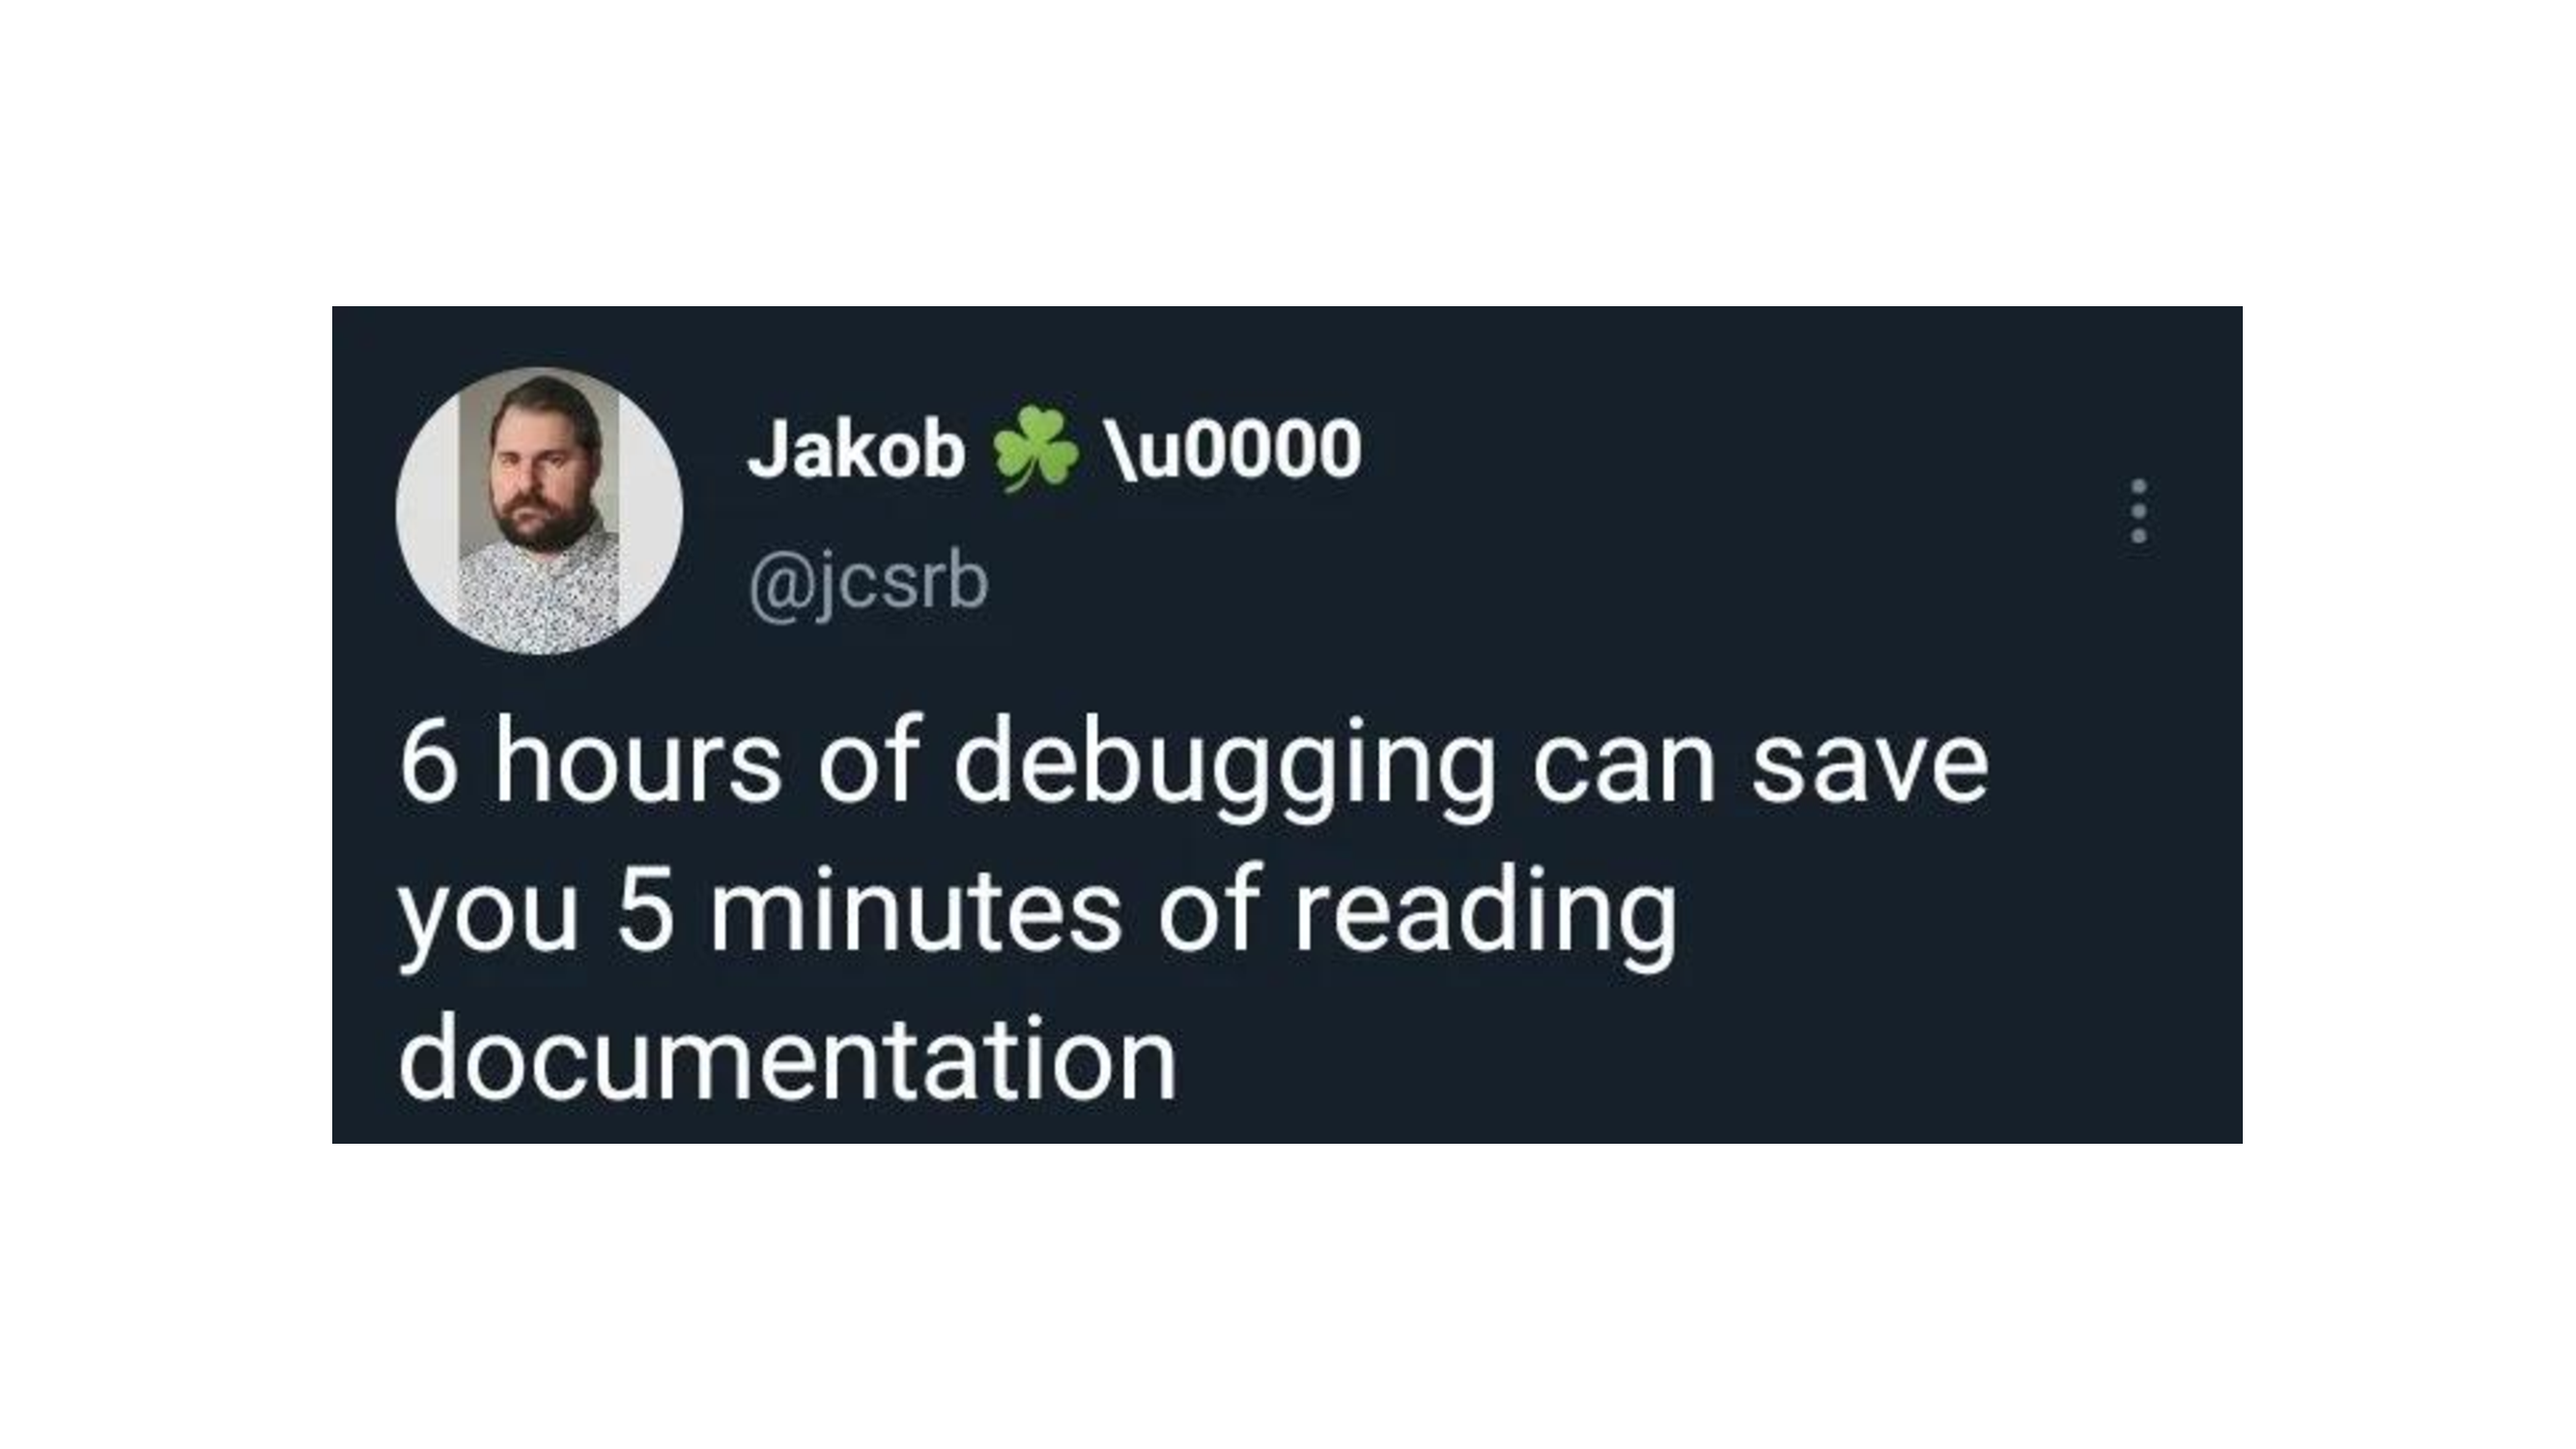 Jakob ☘️ \u0000
@jcsrb
6 hours of debugging can save
you 5 minutes of reading
documentation